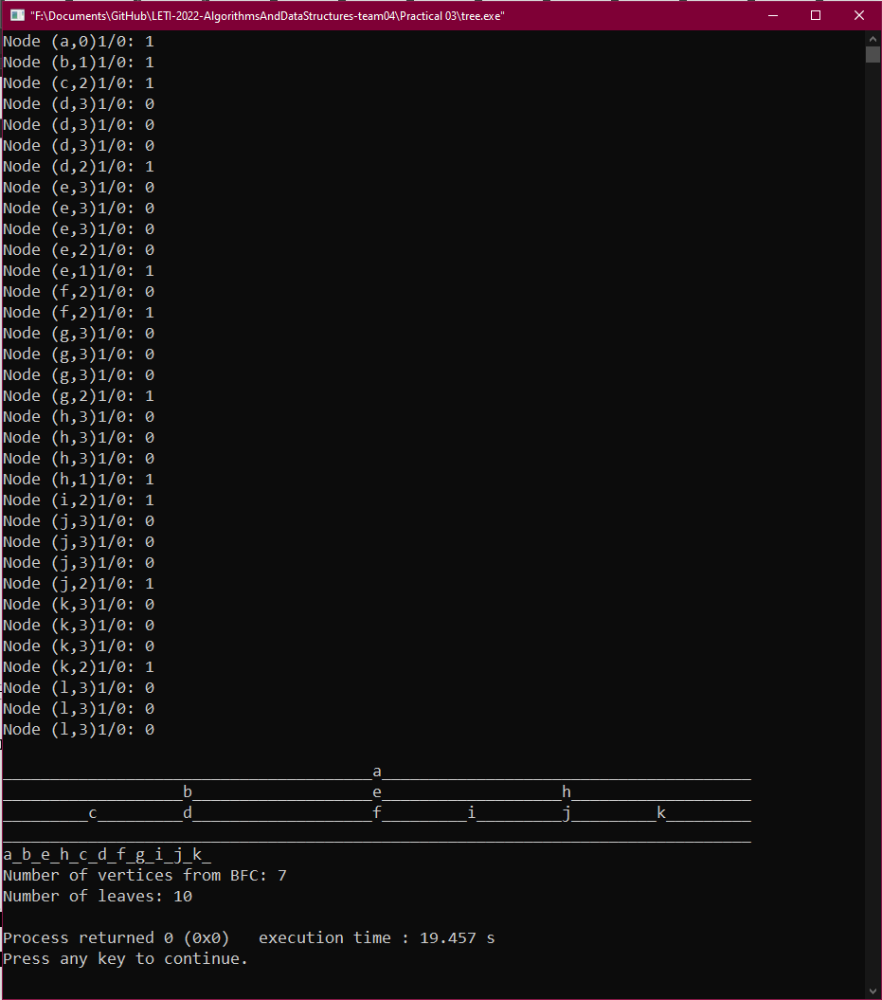 "F:\Documents\GitHub\LETI-2022-AlgorithmsAndDataStructures-team04\Practical 03\tree.exe"
Node (a,0)1/0: 1
Node (b,1)1/0: 1
Node (c,2)1/0: 1
Node (d,3)1/0: 0
Node (d,3)1/0: 0
Node (d,3)1/0: 0
Node (d,2)1/0: 1
Node (e,3)1/0: 0
Node (e,3)1/0: 0
Node (e,3)1/0: 0
Node (e,2)1/0: 0
Node (e,1)1/0: 1
Node (f,2)1/0: 0
Node (f,2)1/0: 1
Node (g,3)1/0: 0
Node (g,3)1/0: 0
Node (g,3)1/0: 0
Node (g,2)1/0: 1
Node (h,3)1/0: 0
Node (h,3)1/0: 0
Node (h,3)1/0: 0
Node (h,1)1/0: 1
Node (i,2)1/0: 1
Node (j,3)1/0: 0
Node (j,3)1/0: 0
Node (j,3)1/0: 0
Node (j,2)1/0: 1
Node (k,3)1/0: 0
Node (k,3)1/0: 0
Node (k,3)1/0: 0
Node (k,2)1/0: 1
Node (l,3)1/0: 0
Node (l,3)1/0: 0
Node (l,3)1/0: 0
_______________________________________a_______________________________________
___________________b___________________e___________________h___________________
_________c_________d___________________f_________i_________j_________k_________
_______________________________________________________________________________
a_b_e_h_c_d_f_g_i_j_k_
Number of vertices from BFC: 7
Number of leaves: 10
Process returned 0 (0x0)   execution time : 19.457 s
Press any key to continue.